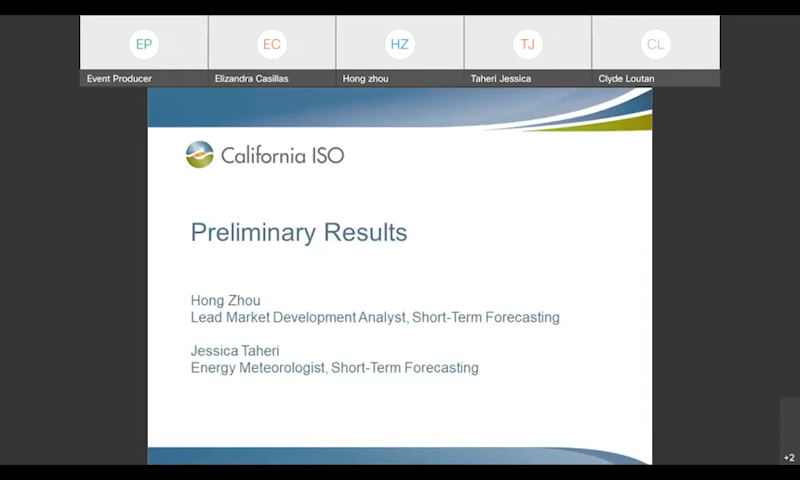 EP
EC
HZ
TJ
CL
Event Producer
Elizandra Casillas
Hong zhou
Taheri Jessica
Clyde Loutan
California ISO
Preliminary Results
Hong Zhou
Lead Market Development Analyst, Short-Term Forecasting
Jessica Taheri
Energy Meteorologist, Short-Term Forecasting
+2